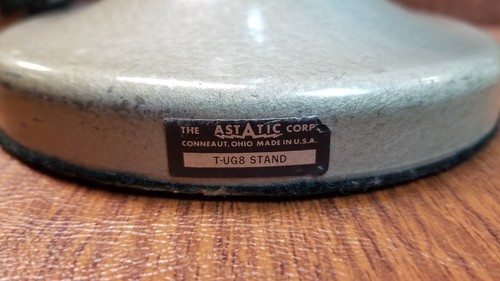 THE ASTATIC CORP.
CONNEAUT, OHIO MADE IN U.S.A.
T-UG8 STAND